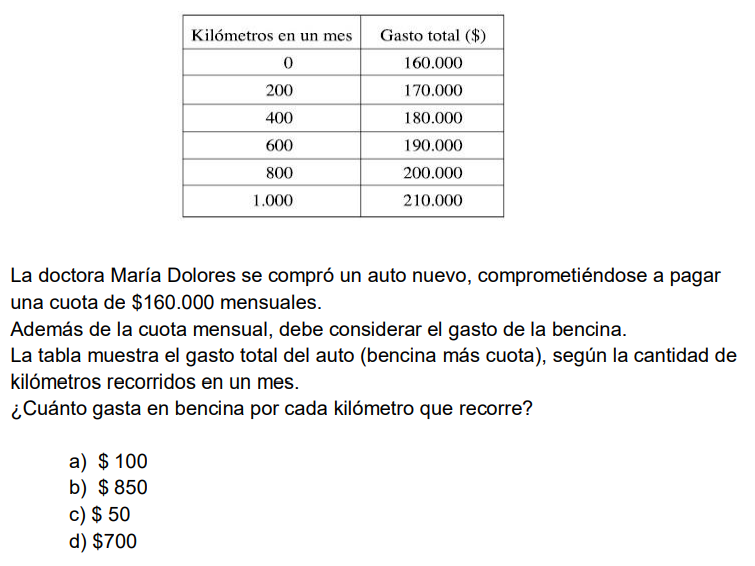 Kilómetros en un mes Gasto total ($)
0 160.000
200 170.000
400 180.000
600 190.000
800 200.000
1.000 210.000
La doctora María Dolores se compró un auto nuevo, comprometiéndose a pagar
una cuota de $160.000 mensuales.
Además de la cuota mensual, debe considerar el gasto de la bencina.
La tabla muestra el gasto total del auto (bencina más cuota), según la cantidad de
kilómetros recorridos en un mes.
¿Cuánto gasta en bencina por cada kilómetro que recorre?
a) $ 100
b) $ 850
c) $ 50
d) $700